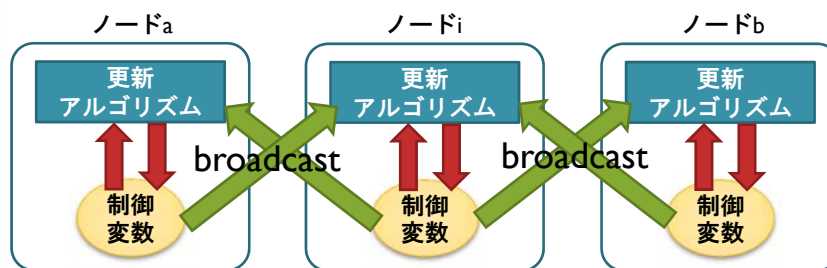 ノードa
ノードi
ノードb
更新
アルゴリズム
更新
アルゴリズム
更新
アルゴリズム
broadcast
broadcast
制御
変数
制御
変数
制御
変数